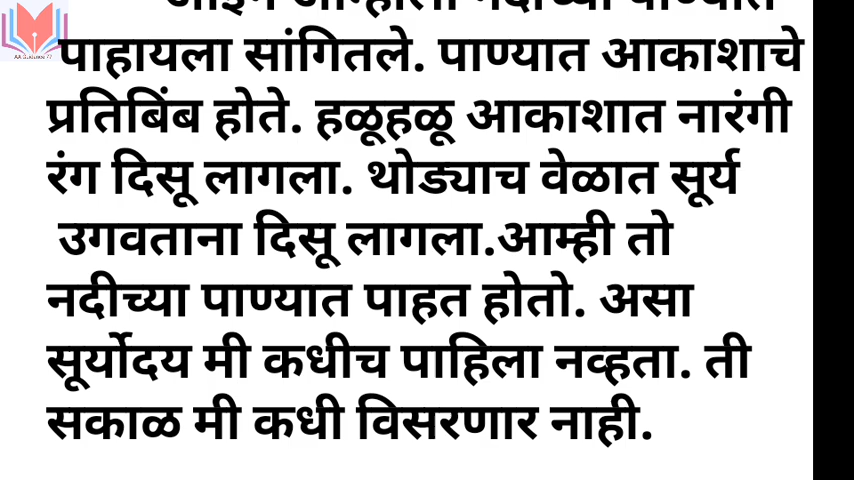 पाहायला सांगितले. पाण्यात आकाशाचे
प्रतिबिंब होते. हळूहळू आकाशात नारंगी
रंग दिसू लागला. थोड्याच वेळात सूर्य
उगवताना दिसू लागला.आम्ही तो
नदीच्या पाण्यात पाहत होतो. असा
सूर्योदय मी कधीच पाहिला नव्हता. ती
सकाळ मी कधी विसरणार नाही.